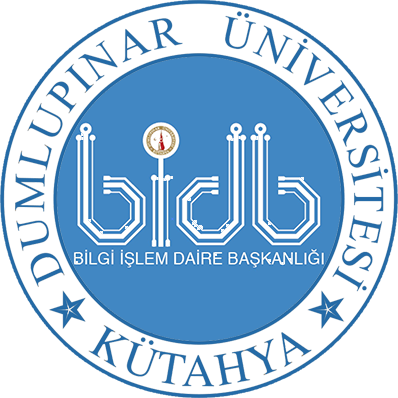 DUMLUPINAR ÜNİVERSİTESİ
bidb
BİLGİ İŞLEM DAİRE BAŞKANLIĞI
KÜTAHYA